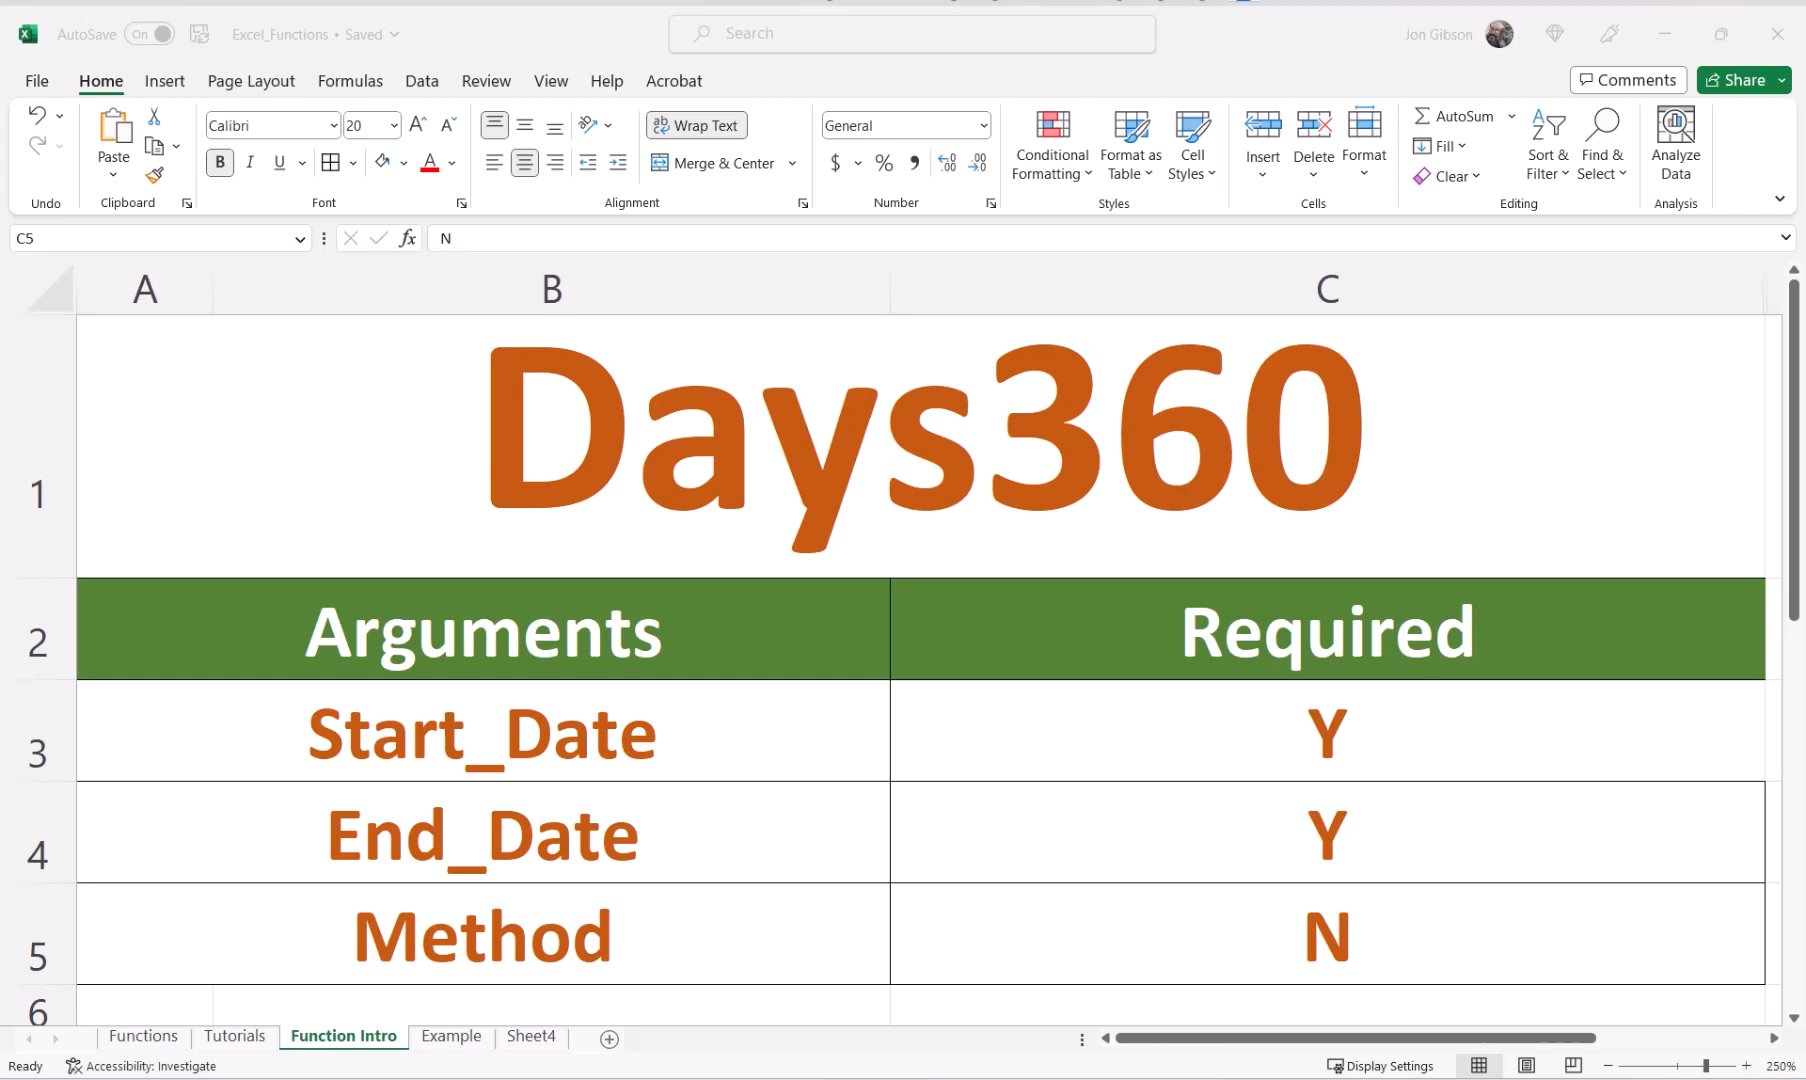 AutoSave On Excel_Functions • Saved Search Jon Gibson
File Home Insert Page Layout Formulas Data Review View Help Acrobat Comments Share
Paste Calibri 20 Wrap Text General Conditional Formatting Format as Table Cell Styles Insert Delete Format AutoSum Sort & Filter Find & Select Analyze Data
B I U Merge & Center $ % Fill Clear
Undo Clipboard Font Alignment Number Styles Cells Editing Analysis
C5 fx N
A B C
1 Days360
2 Arguments Required
3 Start_Date Y
4 End_Date Y
5 Method N
6
Functions Tutorials Function Intro Example Sheet4
Ready Accessibility: Investigate Display Settings 250%